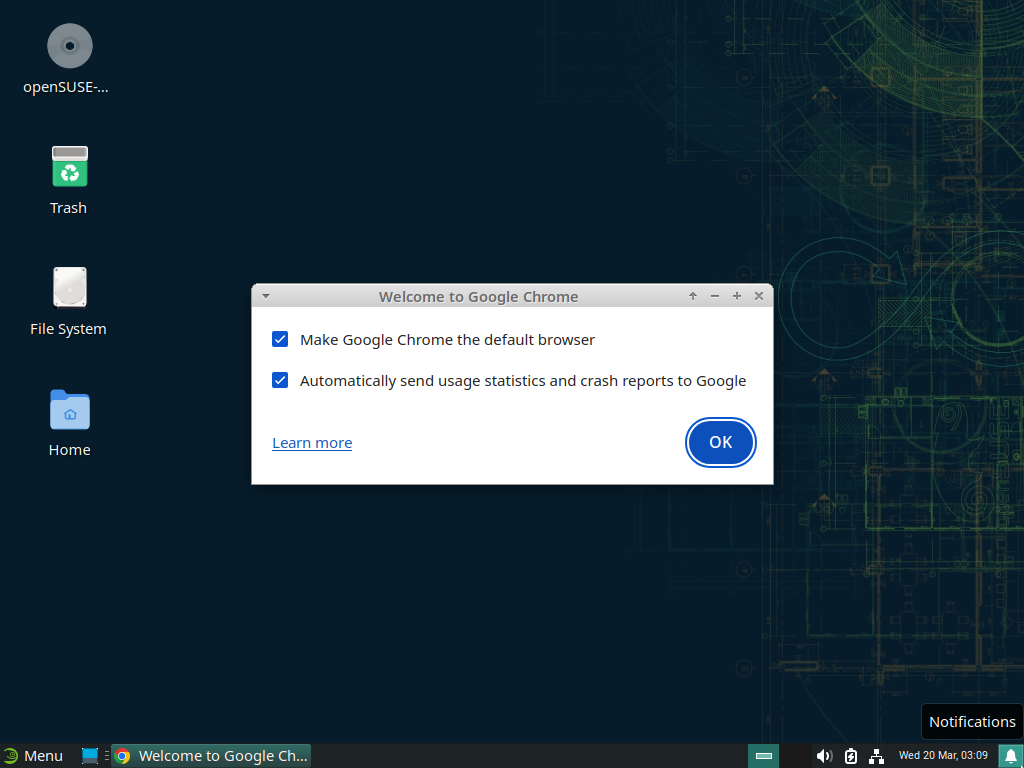 openSUSE-...
Trash
File System
Home
Welcome to Google Chrome
Make Google Chrome the default browser
Automatically send usage statistics and crash reports to Google
Learn more
OK
Notifications
Menu
Welcome to Google Ch...
Wed 20 Mar, 03:09